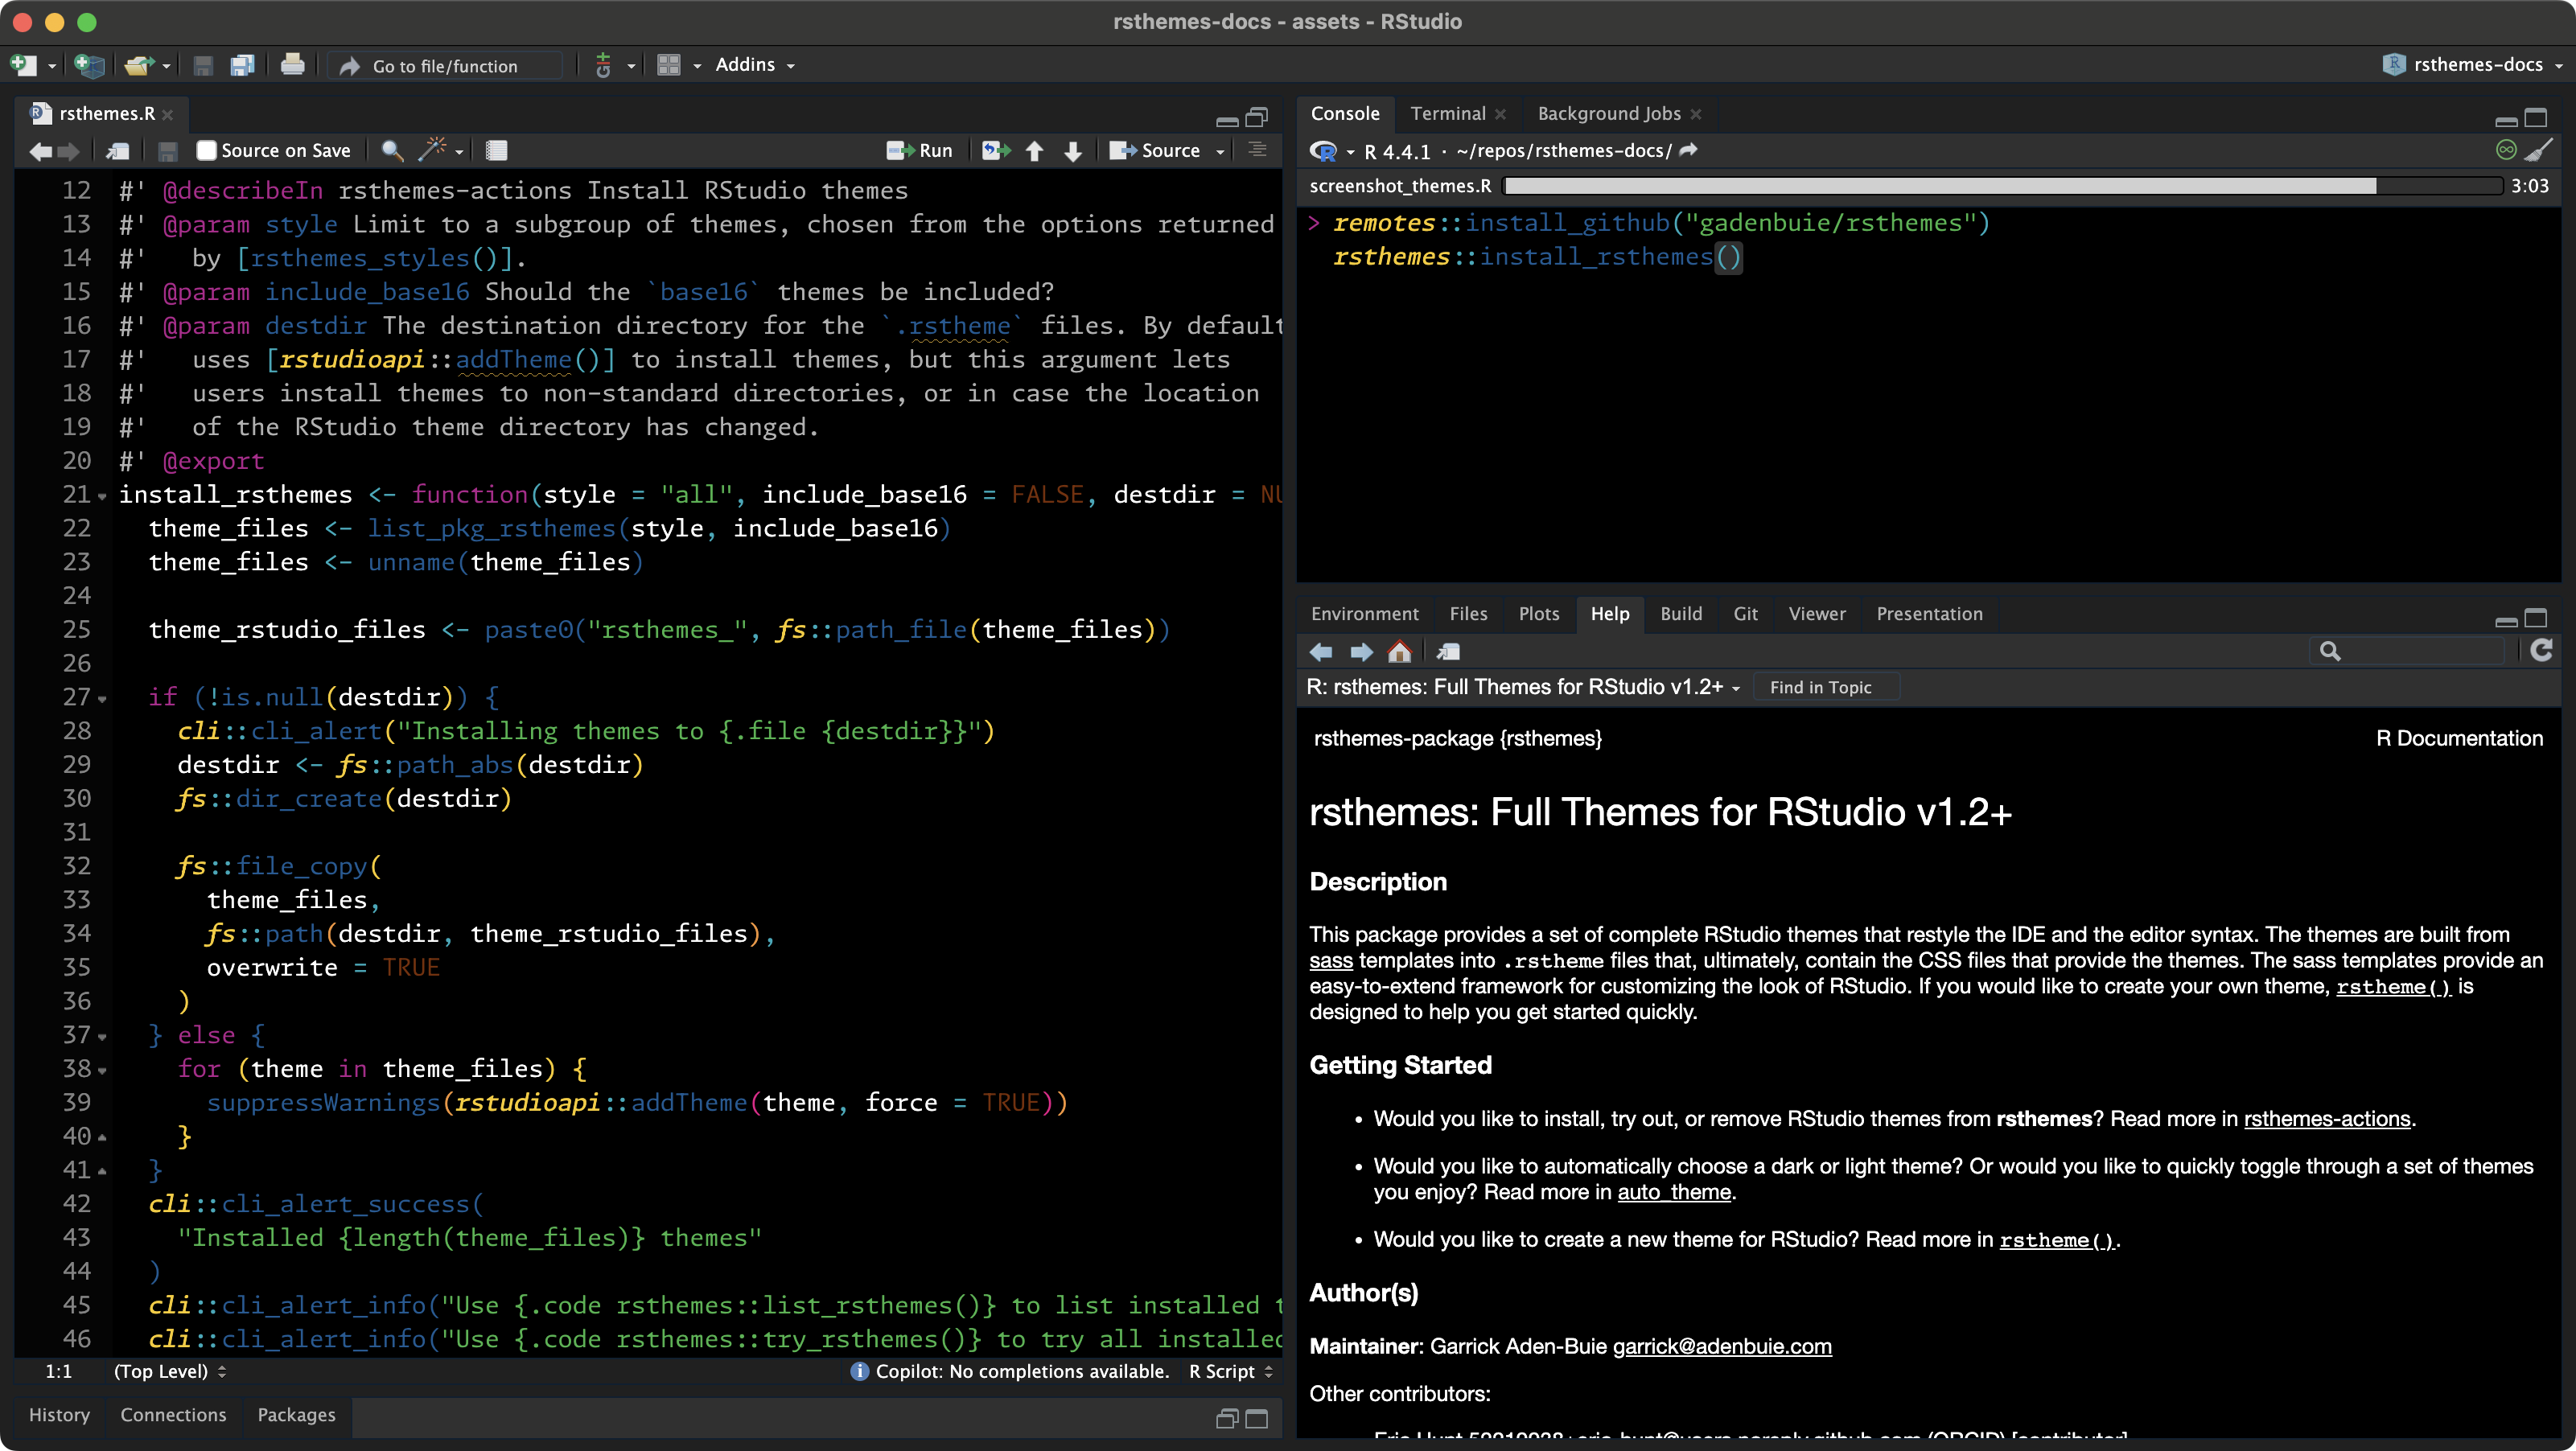 rsthemes-docs - assets - RStudio
Go to file/function
Addins
rsthemes-docs
rsthemes.R
Source on Save
Run
Source
12 #' @describeIn rsthemes-actions Install RStudio themes
13 #' @param style Limit to a subgroup of themes, chosen from the options returned
14 #'   by [rsthemes_styles()].
15 #' @param include_base16 Should the `base16` themes be included?
16 #' @param destdir The destination directory for the `.rstheme` files. By default
17 #'   uses [rstudioapi::addTheme()] to install themes, but this argument lets
18 #'   users install themes to non-standard directories, or in case the location
19 #'   of the RStudio theme directory has changed.
20 #' @export
21 install_rsthemes <- function(style = "all", include_base16 = FALSE, destdir = NU
22   theme_files <- list_pkg_rsthemes(style, include_base16)
23   theme_files <- unname(theme_files)
24
25   theme_rstudio_files <- paste0("rsthemes_", fs::path_file(theme_files))
26
27   if (!is.null(destdir)) {
28     cli::cli_alert("Installing themes to {.file {destdir}}")
29     destdir <- fs::path_abs(destdir)
30     fs::dir_create(destdir)
31
32     fs::file_copy(
33       theme_files,
34       fs::path(destdir, theme_rstudio_files),
35       overwrite = TRUE
36     )
37   } else {
38     for (theme in theme_files) {
39       suppressWarnings(rstudioapi::addTheme(theme, force = TRUE))
40     }
41   }
42   cli::cli_alert_success(
43     "Installed {length(theme_files)} themes"
44   )
45   cli::cli_alert_info("Use {.code rsthemes::list_rsthemes()} to list installed t
46   cli::cli_alert_info("Use {.code rsthemes::try_rsthemes()} to try all installed
1:1 (Top Level) Copilot: No completions available. R Script
History Connections Packages
Console Terminal Background Jobs
R 4.4.1 · ~/repos/rsthemes-docs/
screenshot_themes.R 3:03
> remotes::install_github("gadenbuie/rsthemes")
rsthemes::install_rsthemes()
Environment Files Plots Help Build Git Viewer Presentation
R: rsthemes: Full Themes for RStudio v1.2+ Find in Topic
rsthemes-package {rsthemes} R Documentation
rsthemes: Full Themes for RStudio v1.2+
Description
This package provides a set of complete RStudio themes that restyle the IDE and the editor syntax. The themes are built from
sass templates into .rstheme files that, ultimately, contain the CSS files that provide the themes. The sass templates provide an
easy-to-extend framework for customizing the look of RStudio. If you would like to create your own theme, rstheme() is
designed to help you get started quickly.
Getting Started
• Would you like to install, try out, or remove RStudio themes from rsthemes? Read more in rsthemes-actions.
• Would you like to automatically choose a dark or light theme? Or would you like to quickly toggle through a set of themes
you enjoy? Read more in auto_theme.
• Would you like to create a new theme for RStudio? Read more in rstheme().
Author(s)
Maintainer: Garrick Aden-Buie garrick@adenbuie.com
Other contributors: